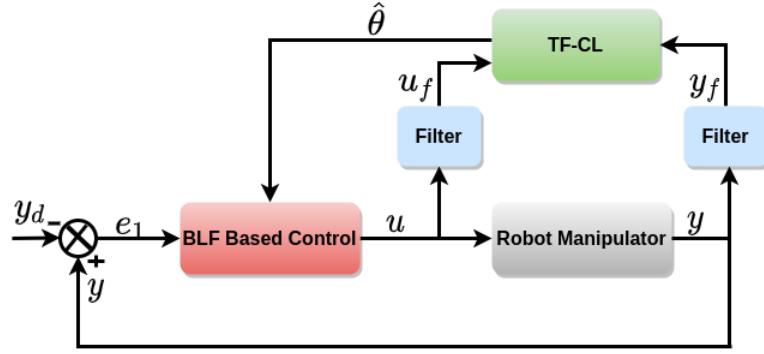 θ̂
TF-CL
u_f
y_f
Filter
Filter
y_d
-
e_1
BLF Based Control
u
Robot Manipulator
y
+
y